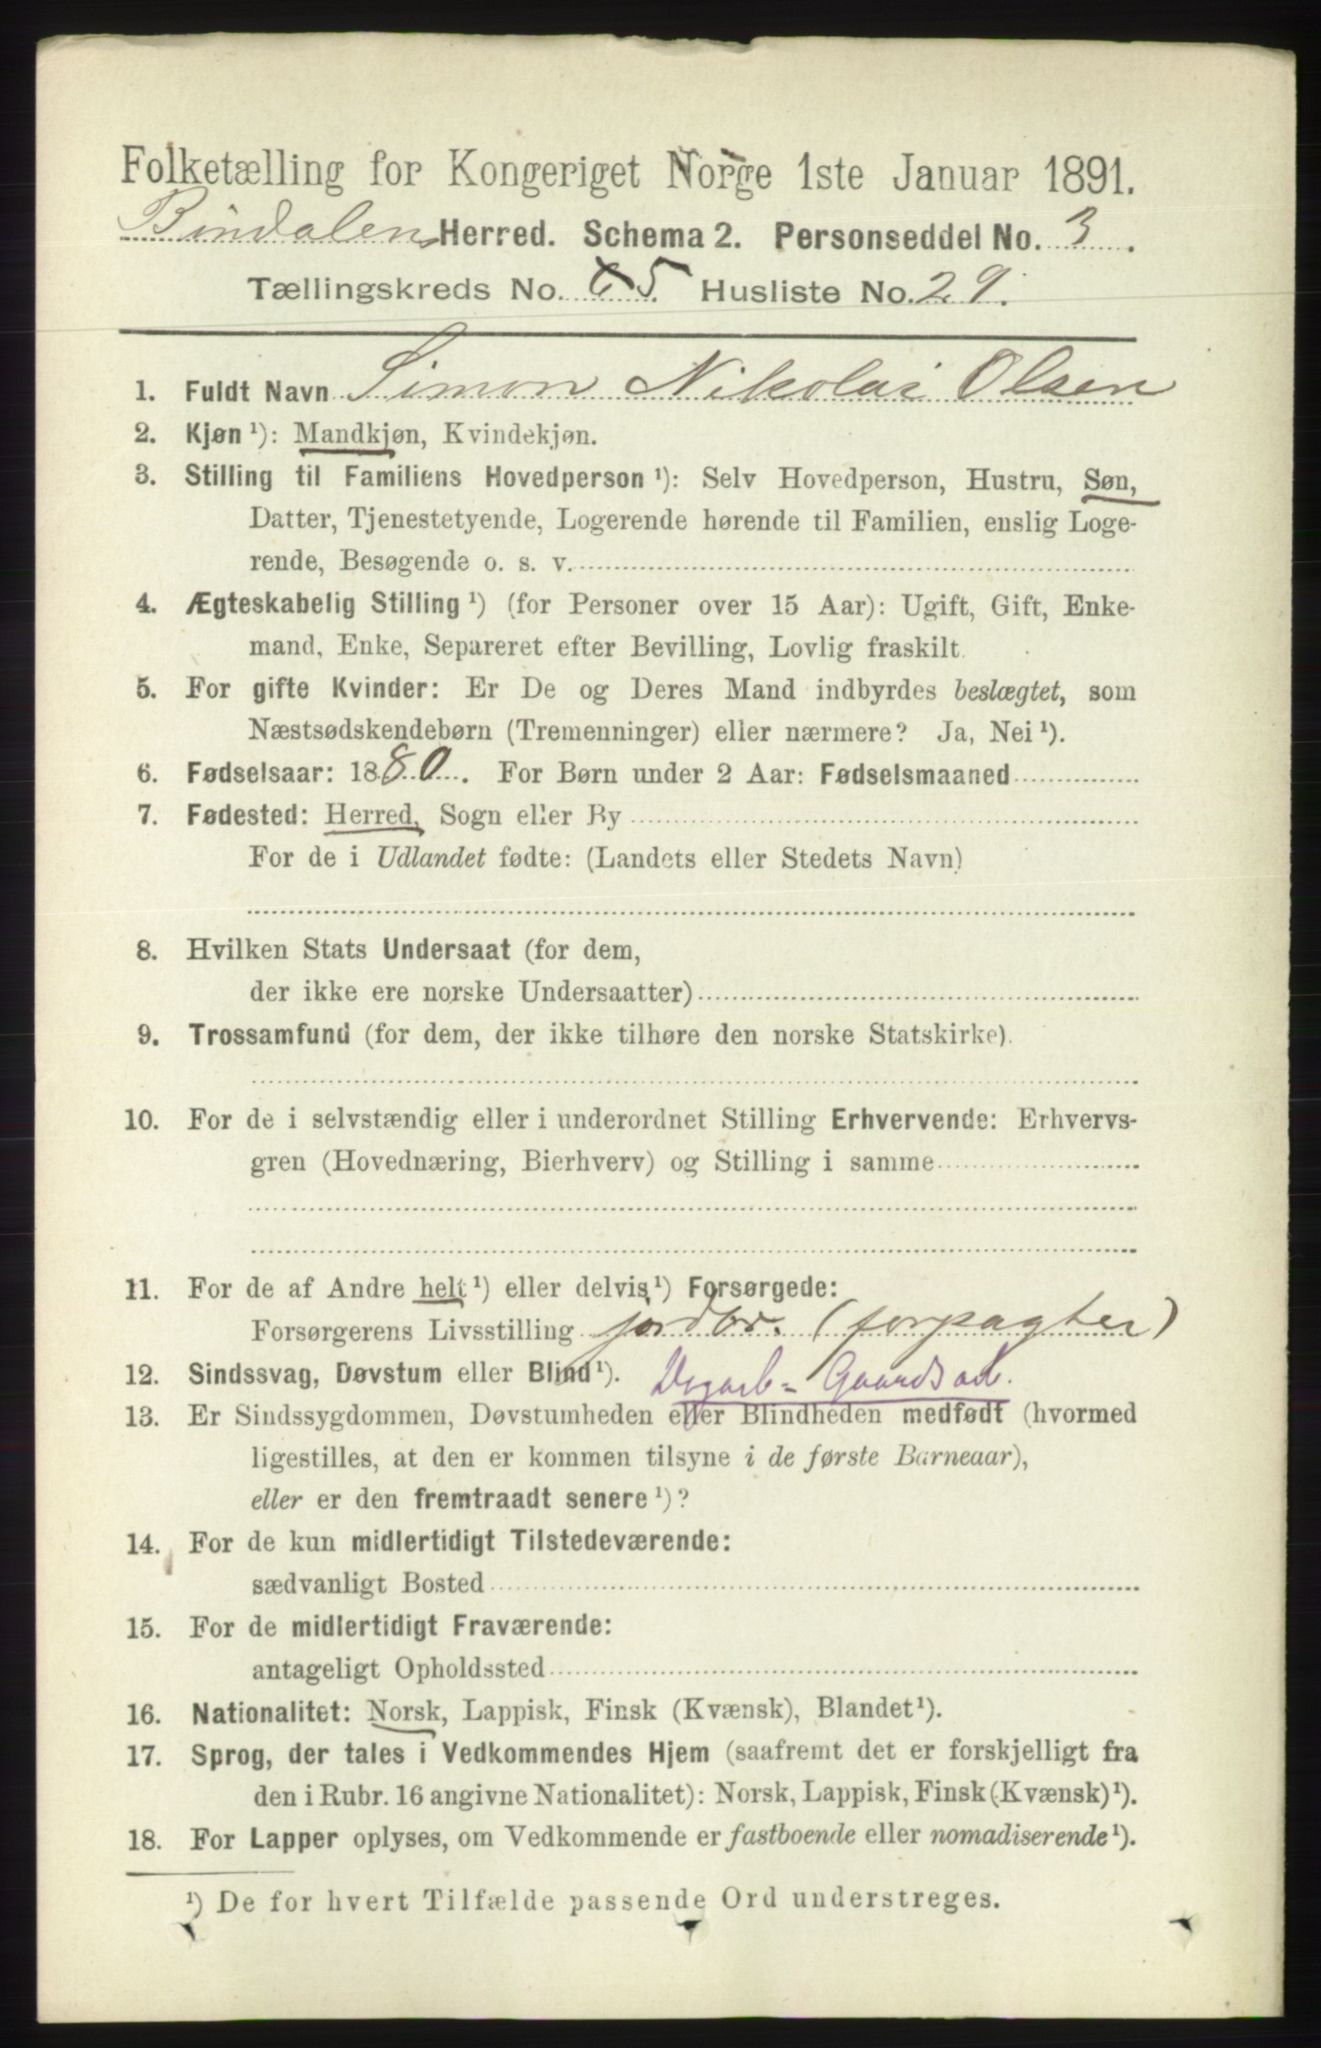 Folketælling for Kongeriget Norge 1ste Januar 1891.
Bindalens Herred. Schema 2. Personseddel No. 3.
Tællingskreds No. 6 5. Husliste No. 29.
1. Fuldt Navn Simon Nikolai Olsen
2. Kjøn ¹): Mandkjøn, Kvindekjøn.
3. Stilling til Familiens Hovedperson ¹): Selv Hovedperson, Hustru, Søn,
Datter, Tjenestetyende, Logerende hørende til Familien, enslig Loge-
rende, Besøgende o. s. v.
4. Ægteskabelig Stilling ¹) (for Personer over 15 Aar): Ugift, Gift, Enke-
mand, Enke, Separeret efter Bevilling, Lovlig fraskilt.
5. For gifte Kvinder: Er De og Deres Mand indbyrdes beslægtet, som
Næstsødskendebørn (Tremenninger) eller nærmere? Ja, Nei ¹).
6. Fødselsaar: 1880. For Børn under 2 Aar: Fødselsmaaned
7. Fødested: Herred, Sogn eller By
For de i Udlandet fødte: (Landets eller Stedets Navn)
8. Hvilken Stats Undersaat (for dem,
der ikke ere norske Undersaatter)
9. Trossamfund (for dem, der ikke tilhøre den norske Statskirke).
10. For de i selvstændig eller i underordnet Stilling Erhvervende: Erhvervs-
gren (Hovednæring, Bierhverv) og Stilling i samme
11. For de af Andre helt ¹) eller delvis ¹) Forsørgede:
Forsørgerens Livsstilling jordbr. (forpagter)
12. Sindssvag, Døvstum eller Blind ¹). Dagarb- Gaardsarb.
13. Er Sindssygdommen, Døvstumheden eller Blindheden medfødt (hvormed
ligestilles, at den er kommen tilsyne i de første Barneaar),
eller er den fremtraadt senere ¹)?
14. For de kun midlertidigt Tilstedeværende:
sædvanligt Bosted
15. For de midlertidigt Fraværende:
antageligt Opholdssted
16. Nationalitet: Norsk, Lappisk, Finsk (Kvænsk), Blandet ¹).
17. Sprog, der tales i Vedkommendes Hjem (saafremt det er forskjelligt fra
den i Rubr. 16 angivne Nationalitet): Norsk, Lappisk, Finsk (Kvænsk) ¹).
18. For Lapper oplyses, om Vedkommende er fastboende eller nomadiserende ¹).
¹) De for hvert Tilfælde passende Ord understreges.